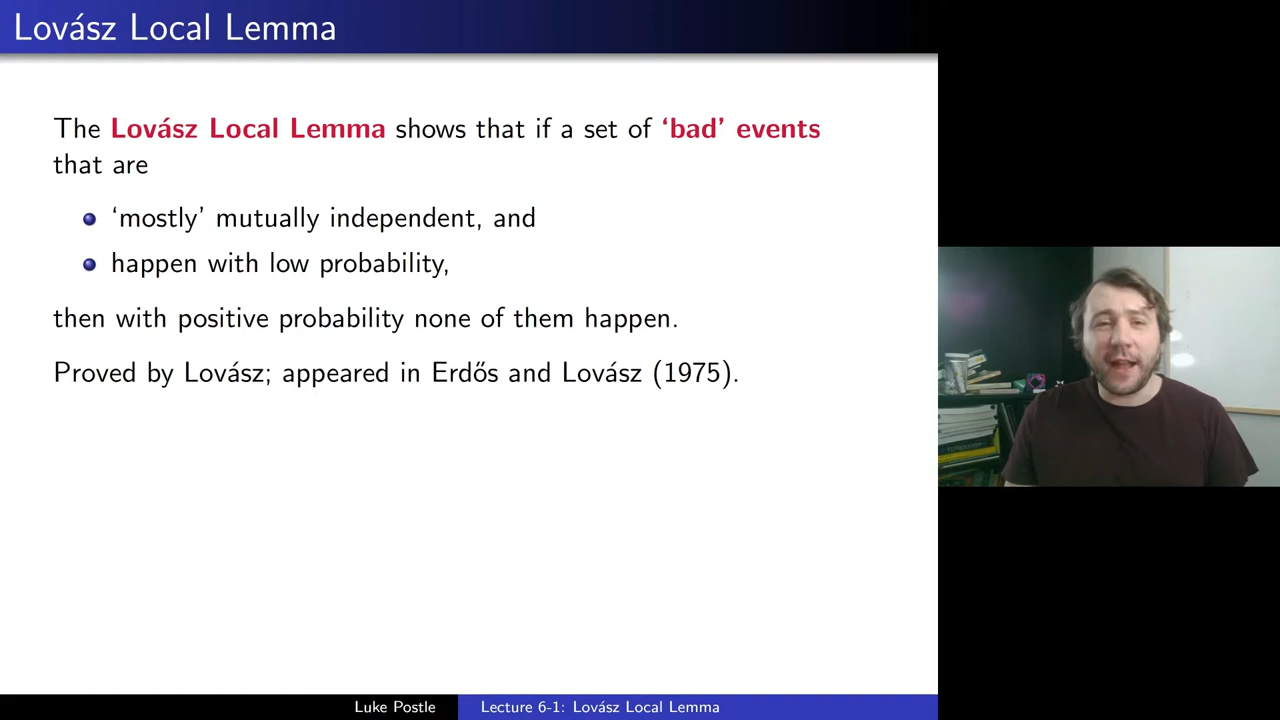 Lovász Local Lemma
The Lovász Local Lemma shows that if a set of ‘bad’ events
that are
‘mostly’ mutually independent, and
happen with low probability,
then with positive probability none of them happen.
Proved by Lovász; appeared in Erdős and Lovász (1975).
Luke Postle
Lecture 6-1: Lovász Local Lemma